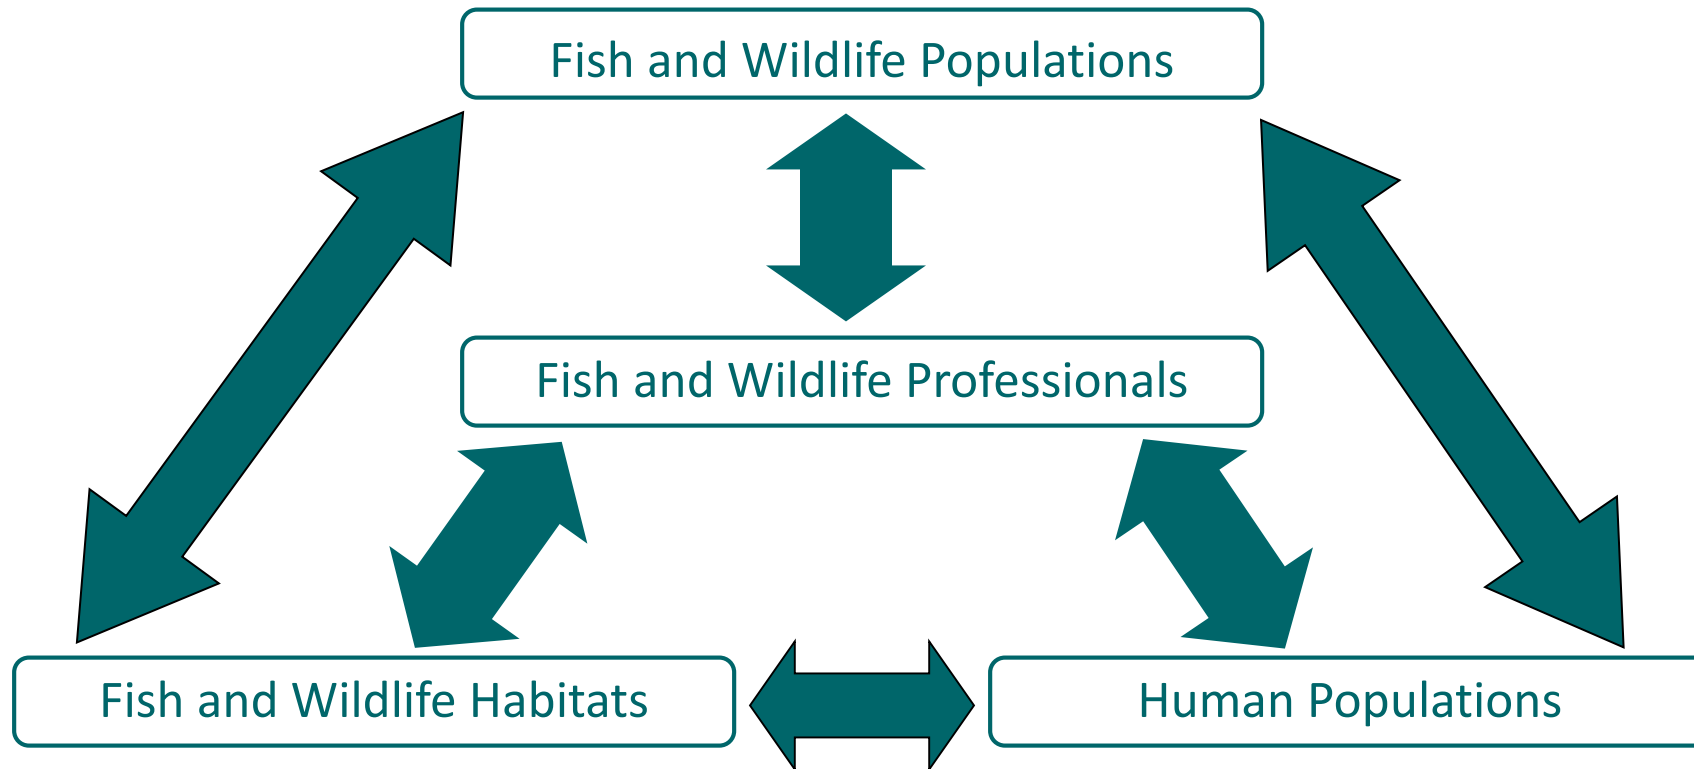 Fish and Wildlife Populations
Fish and Wildlife Professionals
Fish and Wildlife Habitats
Human Populations